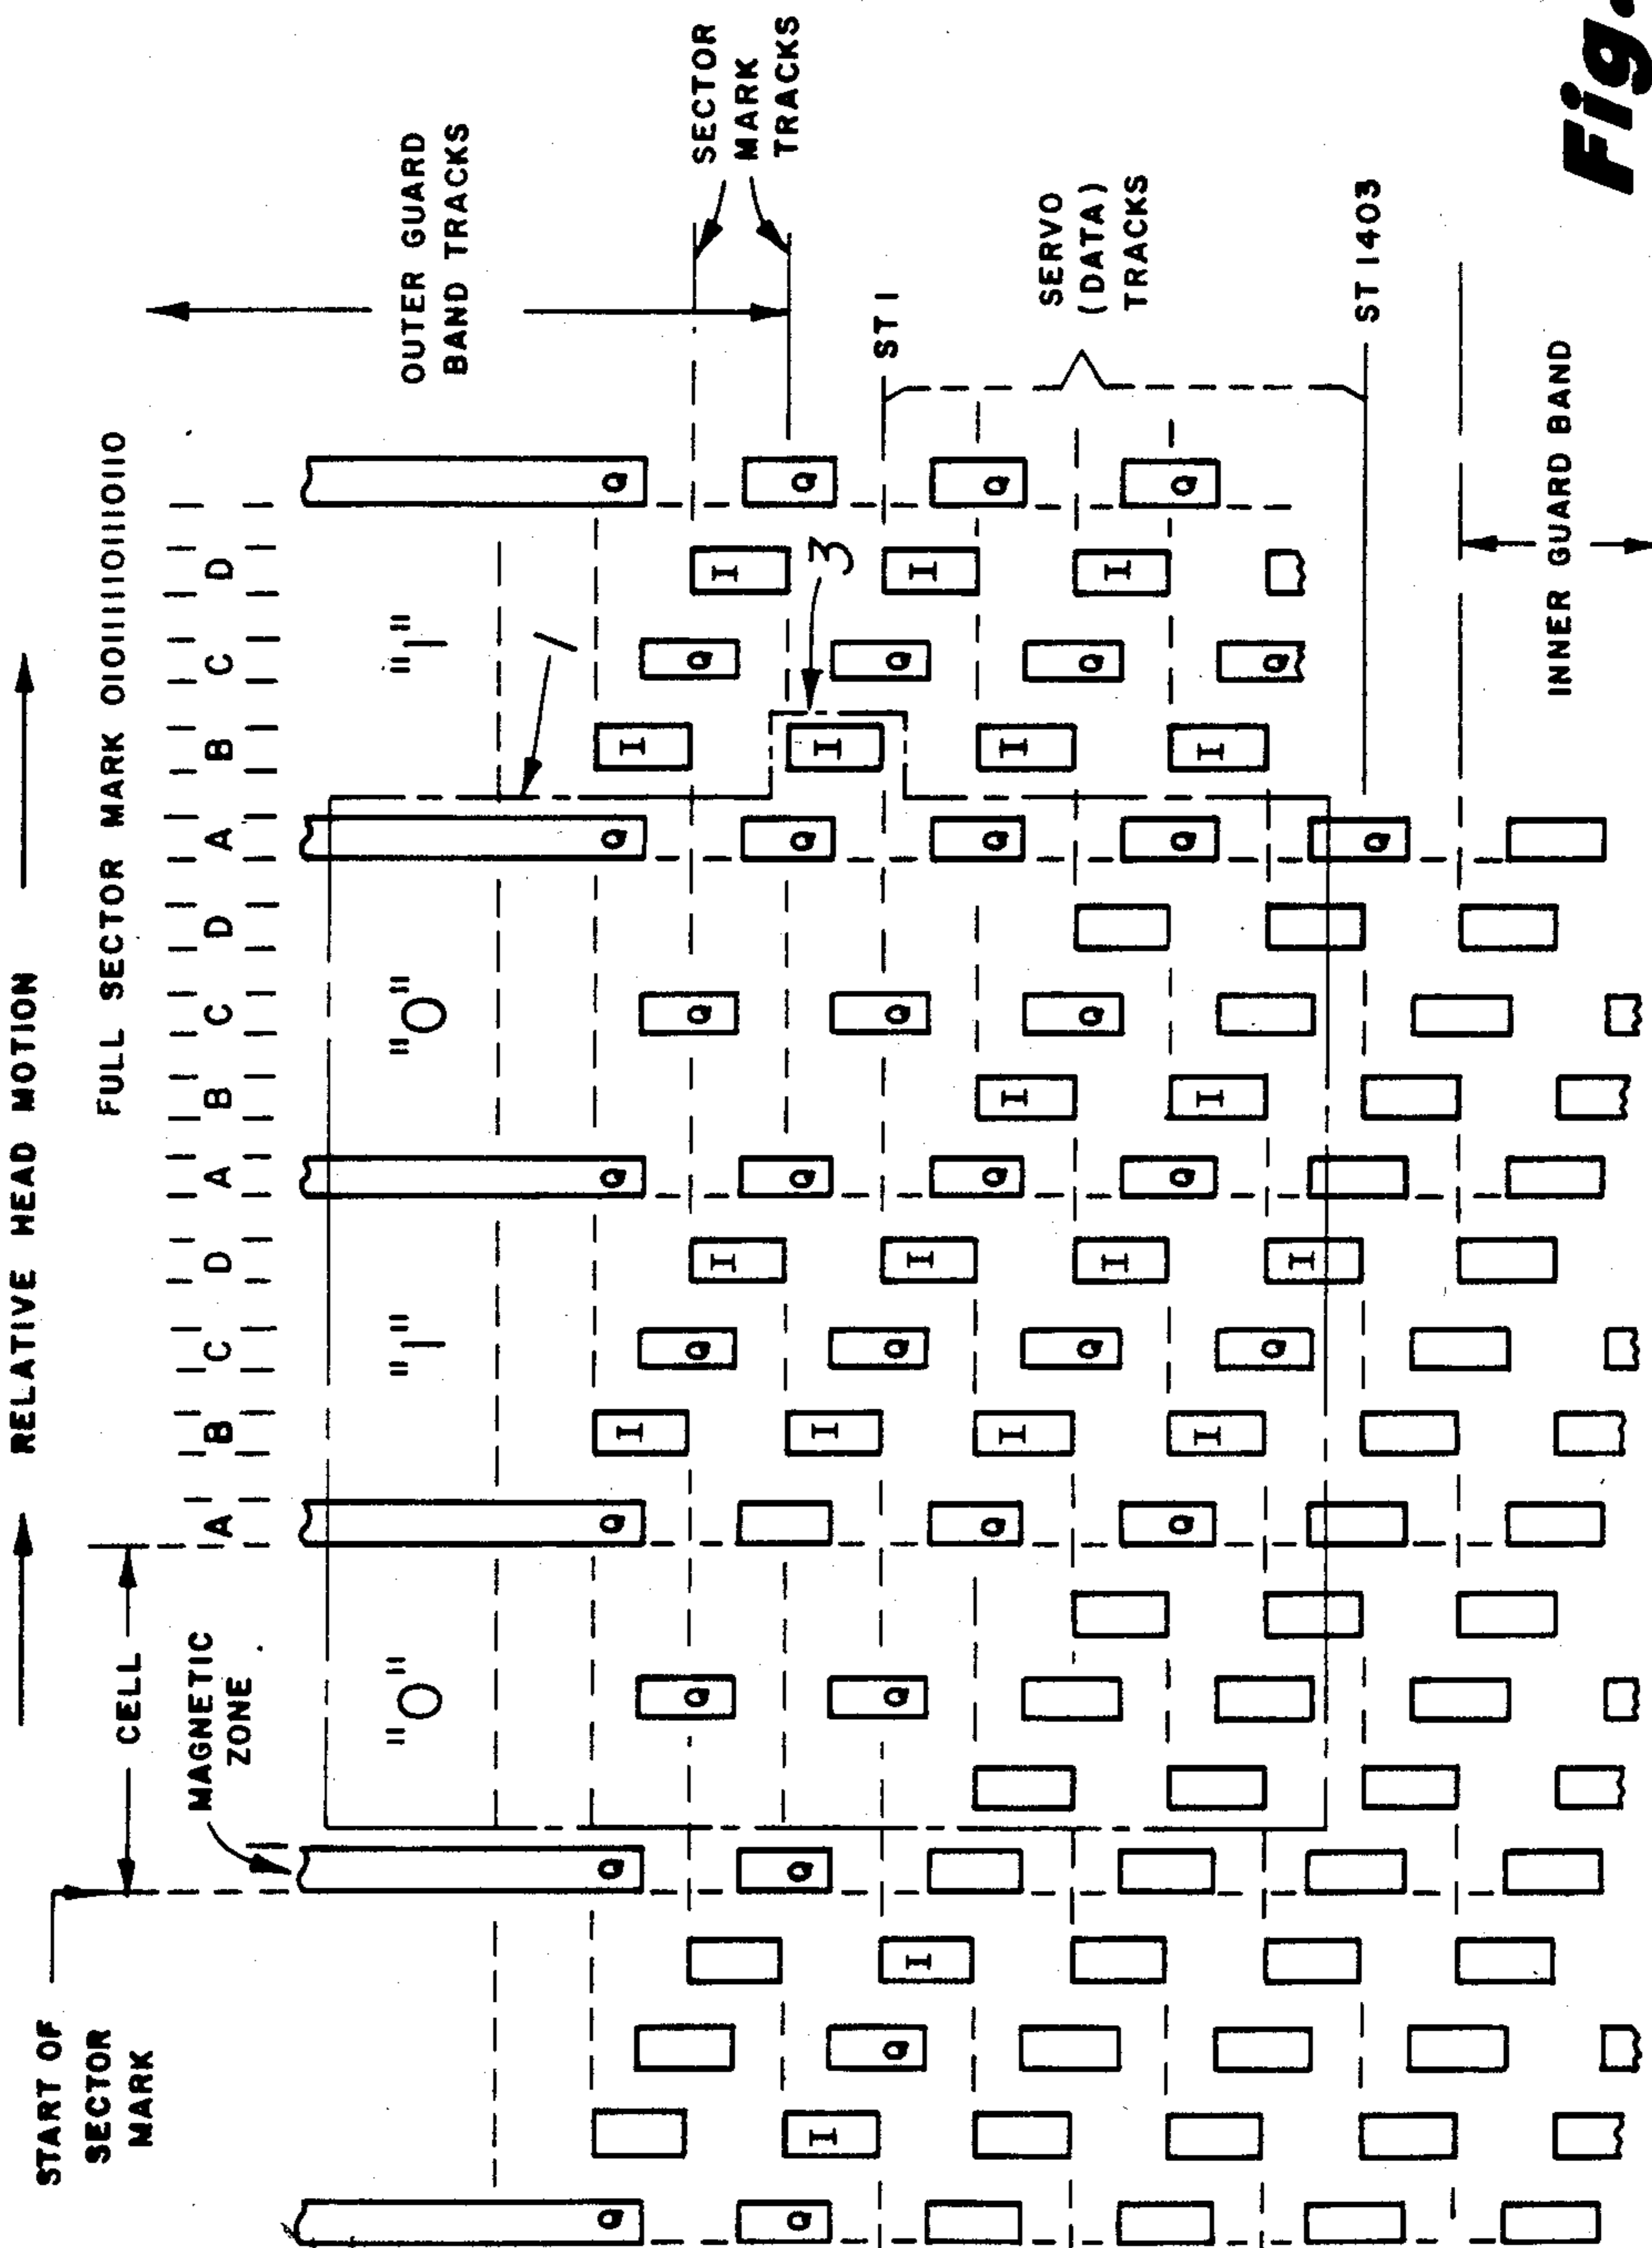 RELATIVE HEAD MOTION
START OF
SECTOR
MARK
CELL
FULL SECTOR MARK 0101111101110110
MAGNETIC
ZONE
A B C D A B C D A B C D
"0" "1" "0" "1"
1
OUTER GUARD
BAND TRACKS
Q Q Q Q Q Q
I I
Q Q Q Q
I I
SECTOR
MARK
TRACKS
Q Q Q Q Q
I I I
3
Q Q Q Q Q
ST 1
I I I
Q Q Q Q
I I I
SERVO
(DATA)
TRACKS
Q Q Q
I I
Q Q Q Q
I I I
Q Q
I
Q
ST 1403
INNER GUARD BAND
Fig.